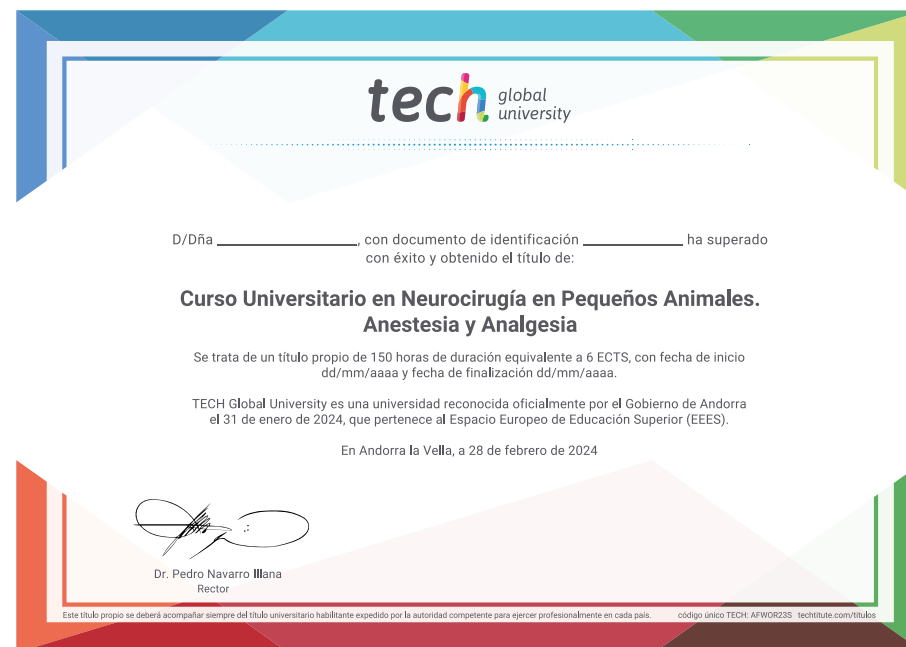 tech global university
D/Dña ____________________, con documento de identificación ______________ ha superado
con éxito y obtenido el título de:
Curso Universitario en Neurocirugía en Pequeños Animales.
Anestesia y Analgesia
Se trata de un título propio de 150 horas de duración equivalente a 6 ECTS, con fecha de inicio
dd/mm/aaaa y fecha de finalización dd/mm/aaaa.
TECH Global University es una universidad reconocida oficialmente por el Gobierno de Andorra
el 31 de enero de 2024, que pertenece al Espacio Europeo de Educación Superior (EEES).
En Andorra la Vella, a 28 de febrero de 2024
Dr. Pedro Navarro Illana
Rector
Este título propio se deberá acompañar siempre del título universitario habilitante expedido por la autoridad competente para ejercer profesionalmente en cada país. código único TECH: AFWOR23S techtitute.com/titulos